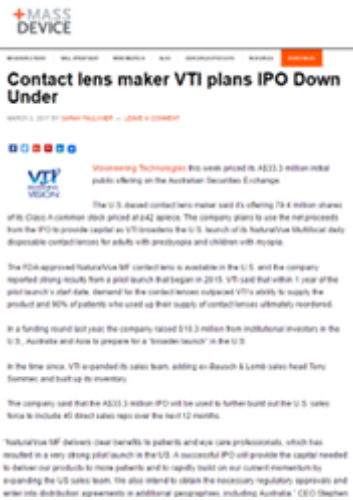 +MASS
DEVICE
Contact lens maker VTI plans IPO Down
Under
MARCH 2, 2017 BY SARAH FAULKNER — LEAVE A COMMENT
VTI
VISION
Visioneering Technologies this week priced its A$33.3 million initial
public offering on the Australian Securities Exchange.
The U.S.-based contact lens maker said it's offering 79.4 million shares
of its Class A common stock priced at p42 apiece. The company plans to use the net proceeds
from the IPO to provide capital as VTI broadens the U.S. launch of its NaturalVue Multifocal daily
disposable contact lenses for adults with presbyopia and children with myopia.
The FDA-approved NaturalVue MF contact lens is available in the U.S. and the company
reported strong results from a pilot launch that began in 2015. VTI said that within 1 year of the
pilot launch's start date, demand for the contact lenses outpaced VTI's ability to supply the
product and 90% of patients who used up their supply of contact lenses ultimately reordered.
In a funding round last year, the company raised $10.3 million from institutional investors in the
U.S., Australia and Asia to prepare for a "broader launch" in the U.S.
In the time since, VTI expanded its sales team, adding ex-Bausch & Lomb sales head Tony
Sommer, and built up its inventory.
The company said that the A$33.3 million IPO will be used to further build out the U.S. sales
force to include 45 direct sales reps over the next 12 months.
"NaturalVue MF delivers clear benefits to patients and eye care professionals, which has
resulted in a very strong pilot launch in the US. A successful IPO will provide the capital needed
to deliver our products to more patients and to rapidly build on our current momentum by
expanding the US sales team. We also intend to obtain the necessary regulatory approvals and
enter into distribution agreements in additional geographies, including Australia," CEO Stephen